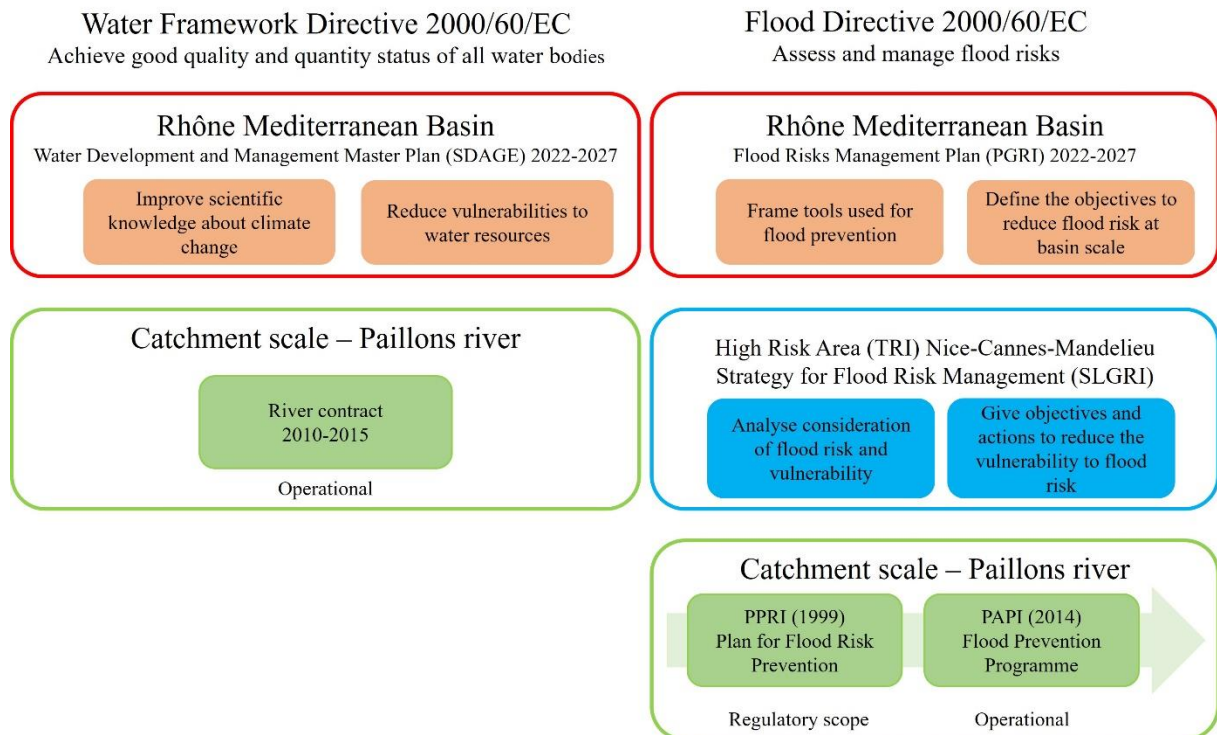 Water Framework Directive 2000/60/EC
Achieve good quality and quantity status of all water bodies
Rhône Mediterranean Basin
Water Development and Management Master Plan (SDAGE) 2022-2027
Improve scientific
knowledge about climate
change
Reduce vulnerabilities to
water resources
Catchment scale – Paillons river
River contract
2010-2015
Operational
Flood Directive 2000/60/EC
Assess and manage flood risks
Rhône Mediterranean Basin
Flood Risks Management Plan (PGRI) 2022-2027
Frame tools used for
flood prevention
Define the objectives to
reduce flood risk at
basin scale
High Risk Area (TRI) Nice-Cannes-Mandelieu
Strategy for Flood Risk Management (SLGRI)
Analyse consideration
of flood risk and
vulnerability
Give objectives and
actions to reduce the
vulnerability to flood
risk
Catchment scale – Paillons river
PPRI (1999)
Plan for Flood Risk
Prevention
PAPI (2014)
Flood Prevention
Programme
Regulatory scope
Operational